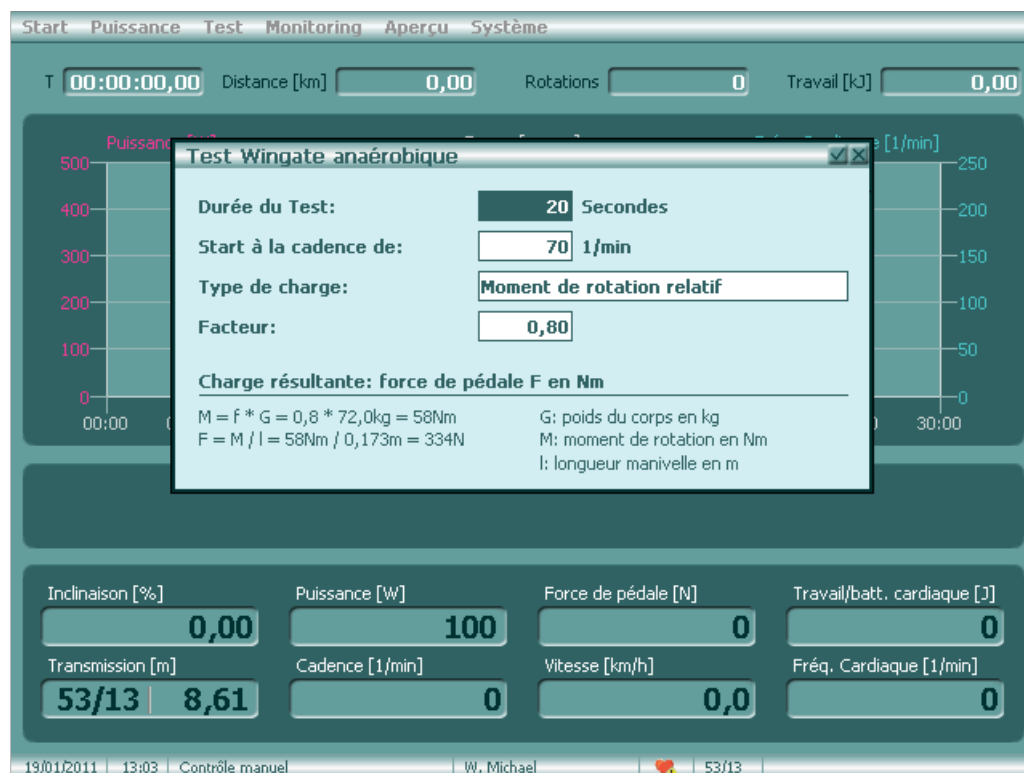 Start Puissance Test Monitoring Aperçu Système
T 00:00:00,00 Distance [km] 0,00 Rotations 0 Travail [kJ] 0,00
Puissance [1/min]
500 250
Test Wingate anaérobique
400 200
Durée du Test: 20 Secondes
300 150
Start à la cadence de: 70 1/min
200 100
Type de charge: Moment de rotation relatif
100 50
Facteur: 0,80
0 0
Charge résultante: force de pédale F en Nm
00:00 30:00
M = f * G = 0,8 * 72,0kg = 58Nm G: poids du corps en kg
F = M / l = 58Nm / 0,173m = 334N M: moment de rotation en Nm
l: longueur manivelle en m
Inclinaison [%] Puissance [W] Force de pédale [N] Travail/batt. cardiaque [J]
0,00 100 0 0
Transmission [m] Cadence [1/min] Vitesse [km/h] Fréq. Cardiaque [1/min]
53/13 8,61 0 0,0 0
19/01/2011 13:03 Contrôle manuel W. Michael 53/13